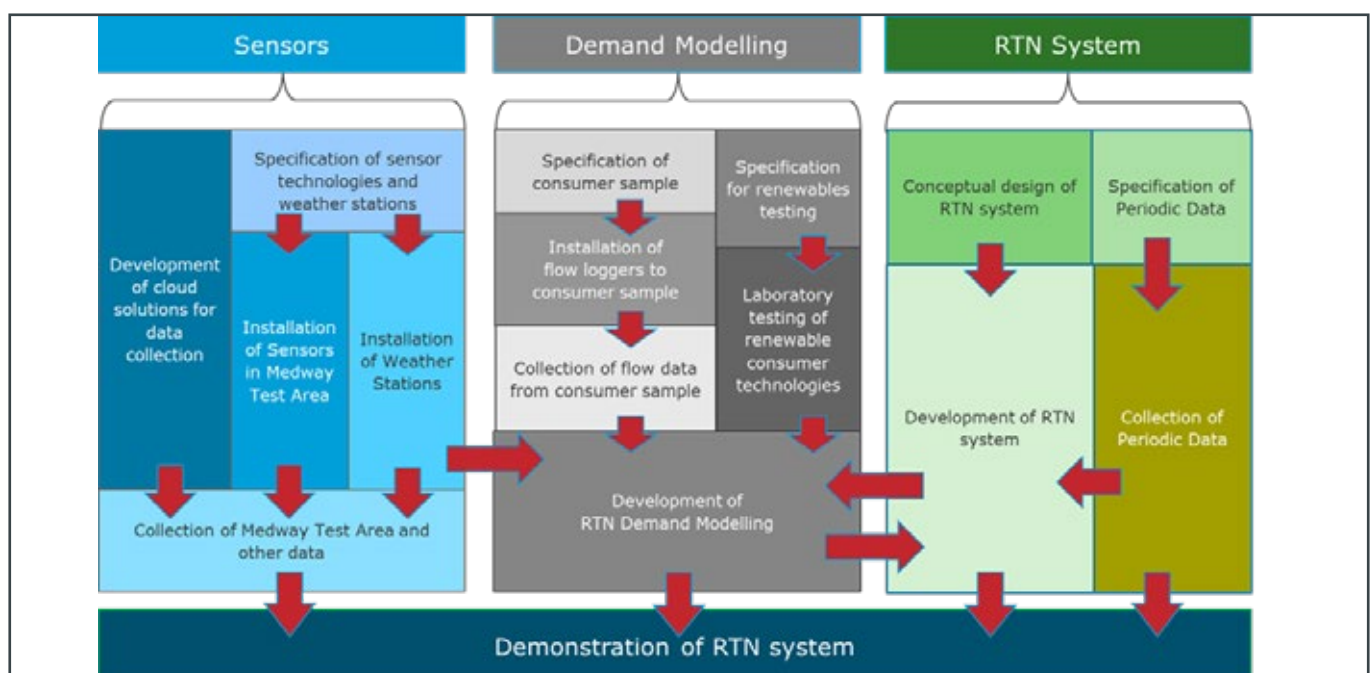 Sensors
Demand Modelling
RTN System
Development
of cloud
solutions for
data
collection
Specification of sensor
technologies and
weather stations
Installation
of Sensors
in Medway
Test Area
Installation
of Weather
Stations
Collection of Medway Test Area and
other data
Specification of
consumer sample
Installation of
flow loggers to
consumer sample
Collection of flow data
from consumer sample
Specification
for renewables
testing
Laboratory
testing of
renewable
consumer
technologies
Development of
RTN Demand Modelling
Conceptual design of
RTN system
Development of RTN
system
Specification of
Periodic Data
Collection of
Periodic Data
Demonstration of RTN system